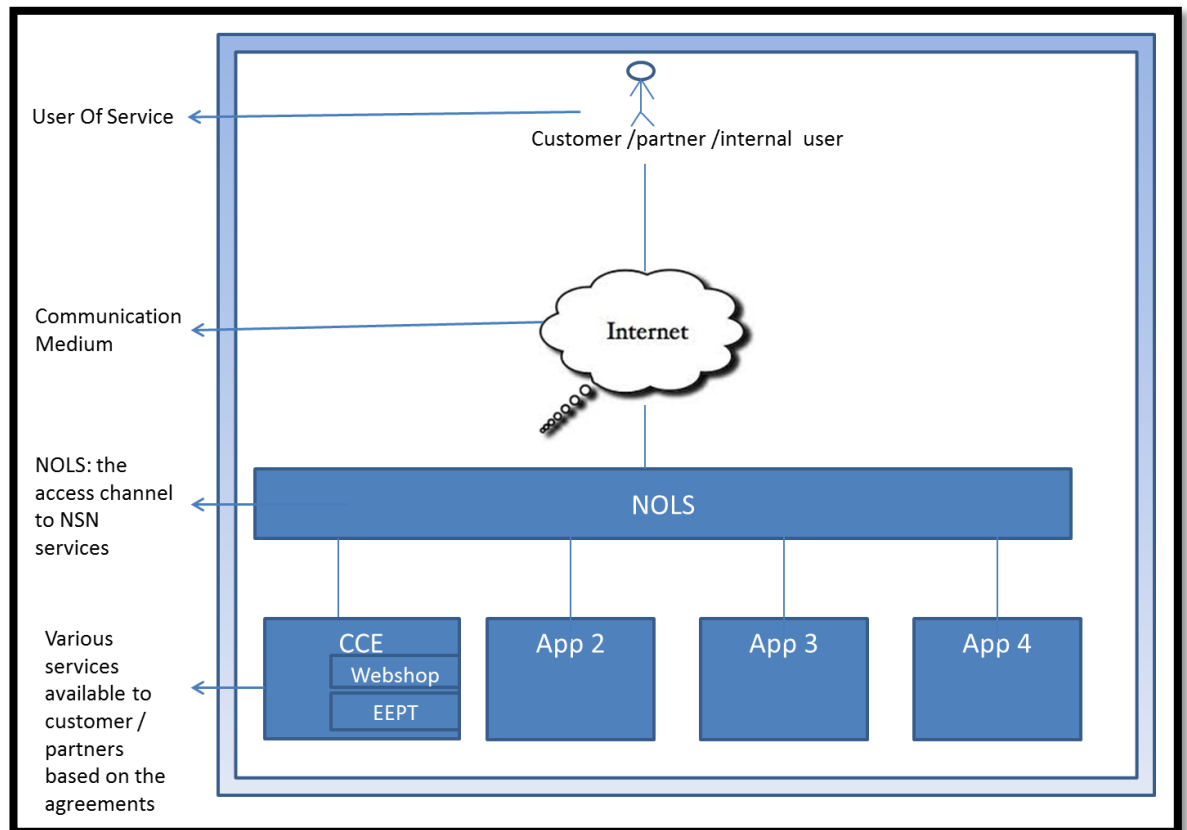 User Of Service
Customer /partner /internal user
Communication
Medium
Internet
NOLS: the
access channel
to NSN
services
NOLS
Various
services
available to
customer /
partners
based on the
agreements
CCE
Webshop
EEPT
App 2
App 3
App 4